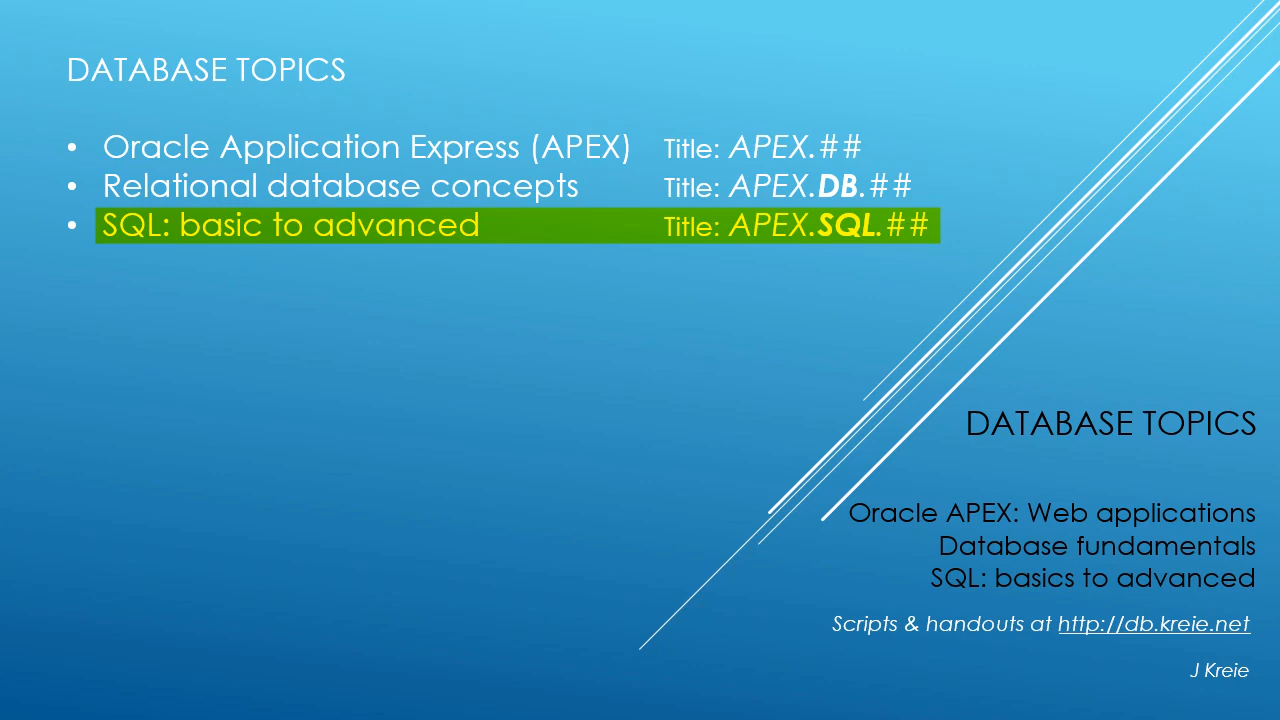 DATABASE TOPICS
• Oracle Application Express (APEX) Title: APEX.##
• Relational database concepts Title: APEX.DB.##
• SQL: basic to advanced Title: APEX.SQL.##
DATABASE TOPICS
Oracle APEX: Web applications
Database fundamentals
SQL: basics to advanced
Scripts & handouts at http://db.kreie.net
J Kreie